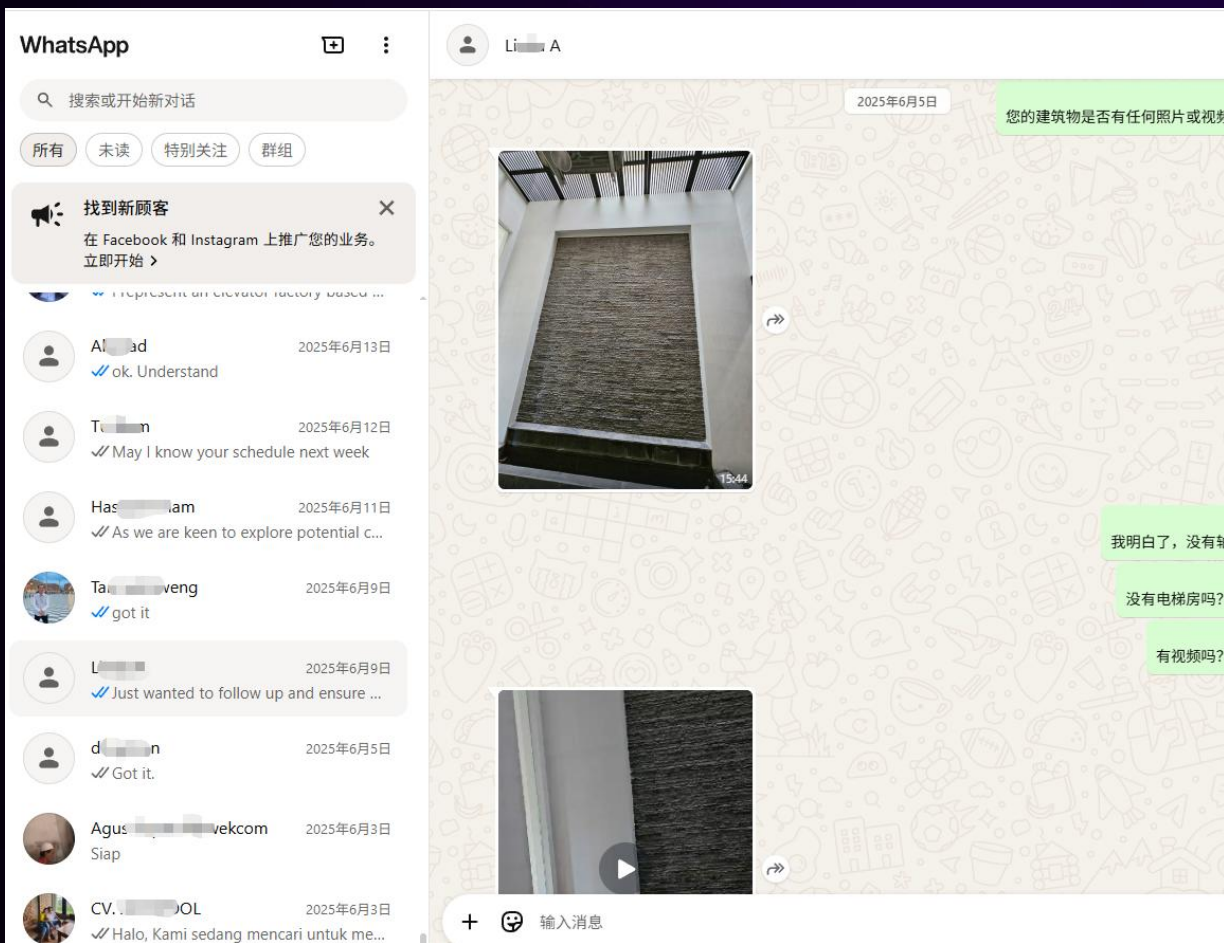 WhatsApp
搜索或开始新对话
所有
未读
特别关注
群组
找到新顾客
在 Facebook 和 Instagram 上推广您的业务。
立即开始 >
I represent an elevator factory based ...
2025年6月13日
ok. Understand
2025年6月12日
May I know your schedule next week
2025年6月11日
As we are keen to explore potential c...
2025年6月9日
got it
2025年6月9日
Just wanted to follow up and ensure ...
2025年6月5日
Got it.
2025年6月3日
Siap
CV.
2025年6月3日
Halo, Kami sedang mencari untuk me...
A
2025年6月5日
您的建筑物是否有任何照片或视频
15:44
我明白了，没有
没有电梯房吗?
有视频吗?
输入消息